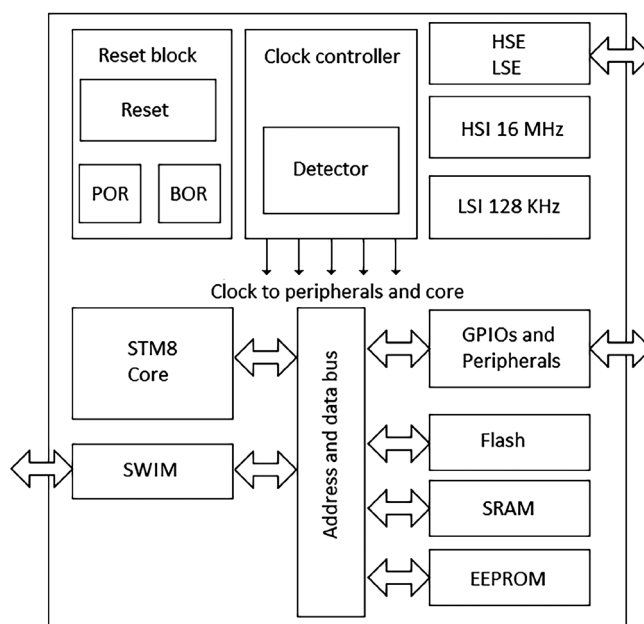 Reset block
Reset
POR
BOR
Clock controller
Detector
HSE
LSE
HSI 16 MHz
LSI 128 KHz
Clock to peripherals and core
STM8
Core
SWIM
Address and data bus
GPIOs and
Peripherals
Flash
SRAM
EEPROM